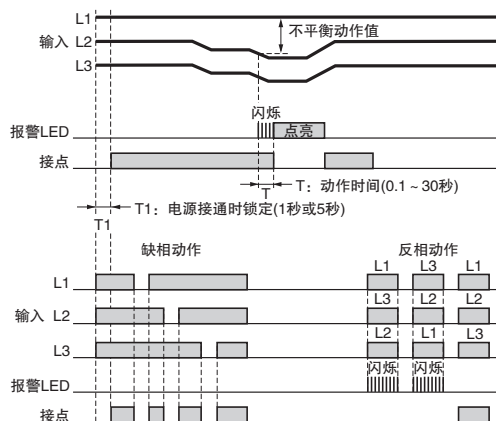 L1
不平衡动作值
输入 L2
L3
闪烁
报警LED
点亮
接点
T
T：动作时间(0.1～30秒)
T1：电源接通时锁定(1秒或5秒)
T1
缺相动作
反相动作
L1
L3
L1
L1
输入 L2
L3
L2
L2
L3
L2
L1
L3
闪烁
闪烁
报警LED
接点